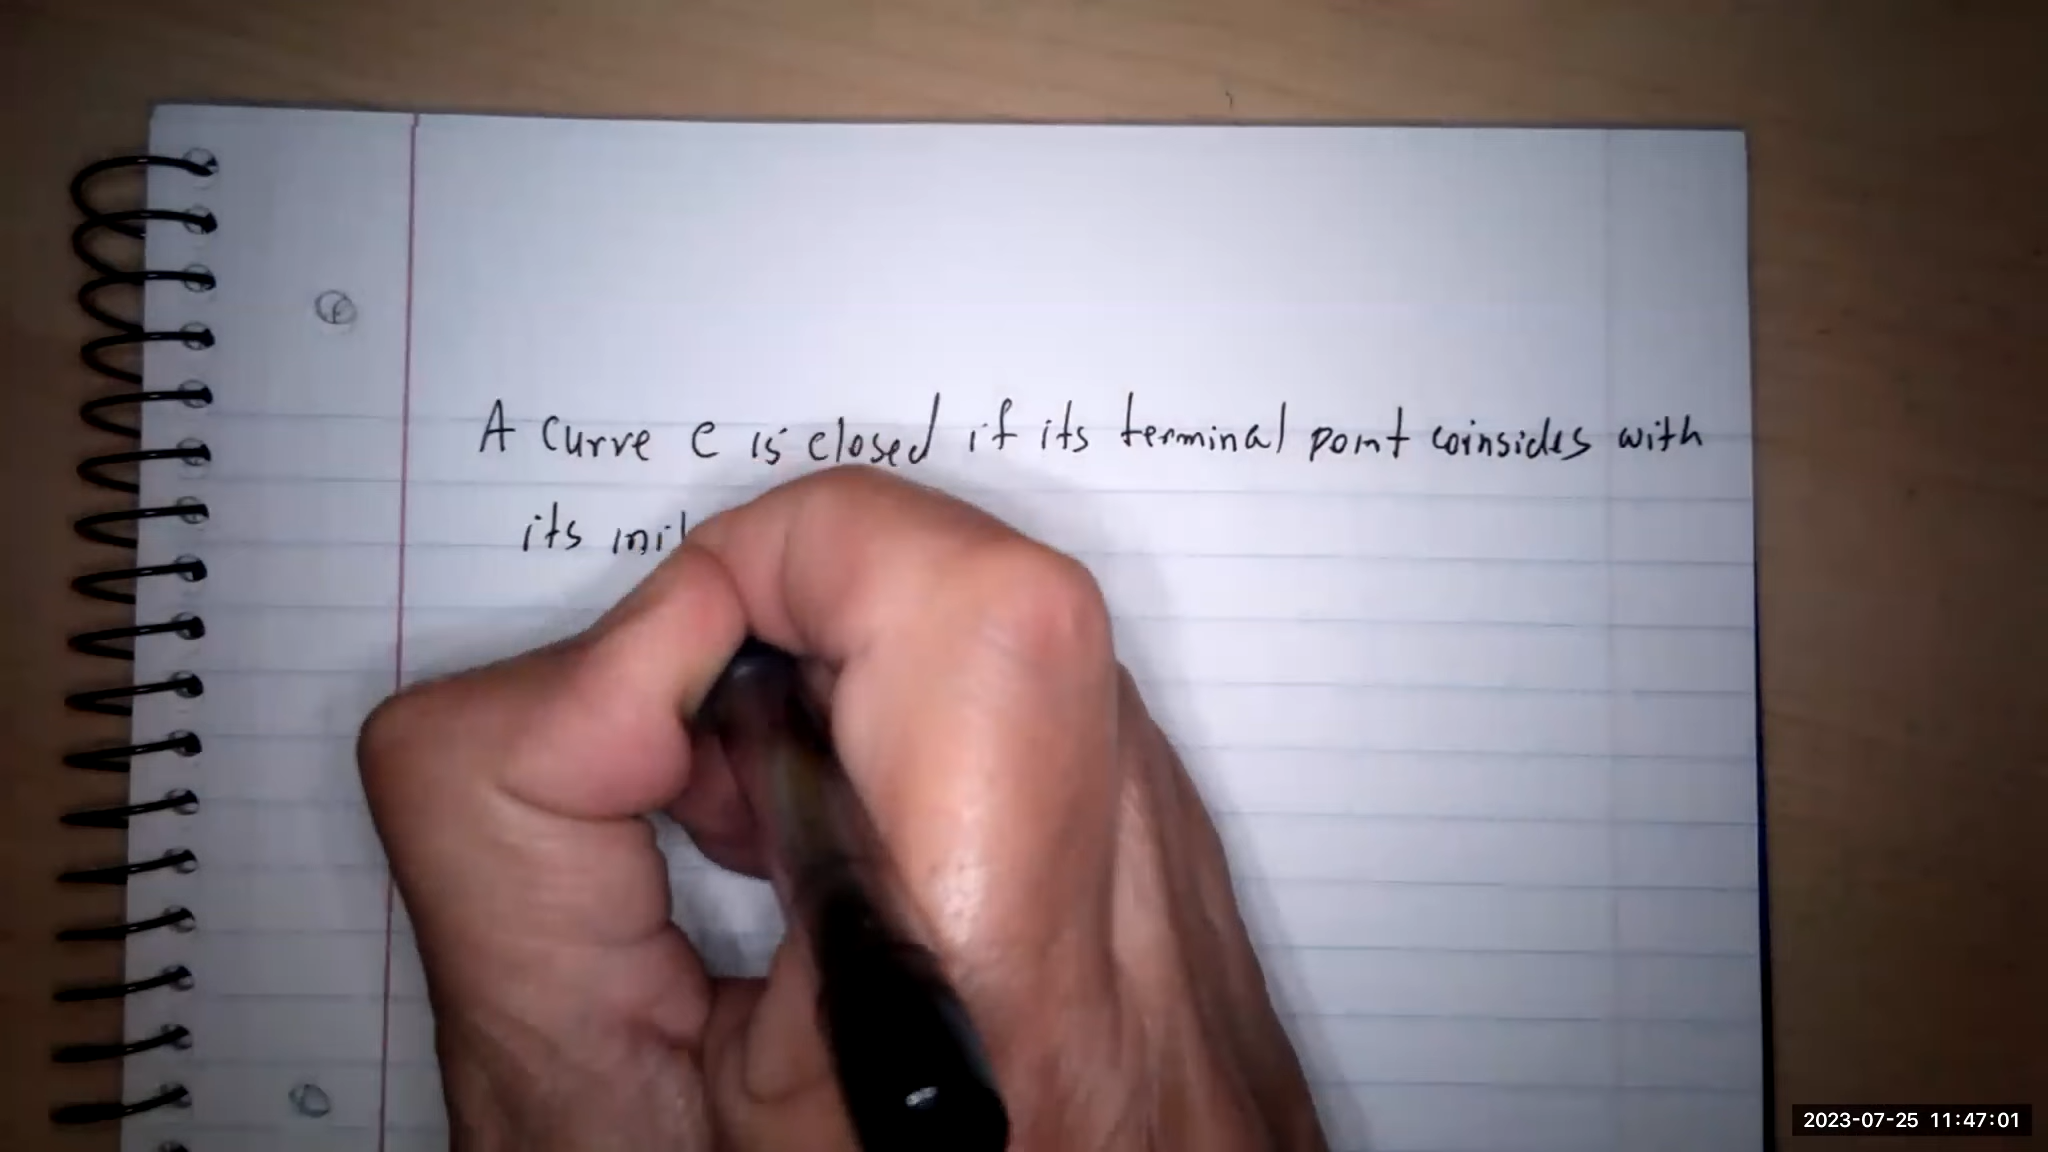 A curve C is closed if its terminal point coinsides with
its
2023-07-25 11:47:01